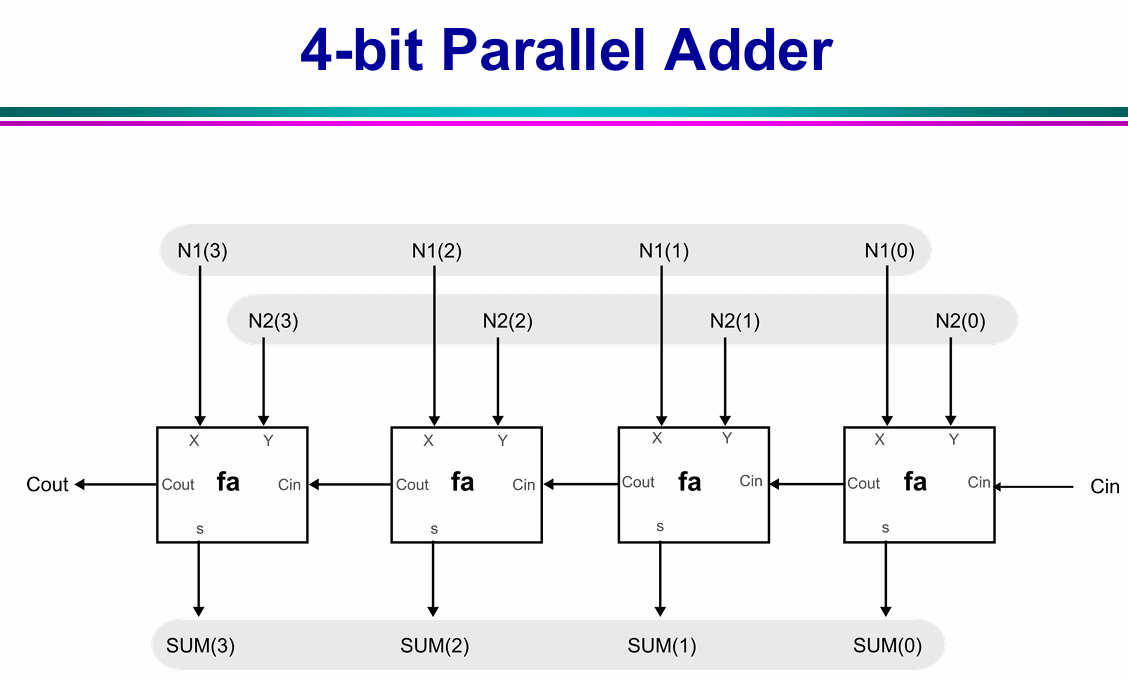 4-bit Parallel Adder
N1(3) N1(2) N1(1) N1(0)
N2(3) N2(2) N2(1) N2(0)
X Y X Y X Y X Y
Cout Cout fa Cin Cout fa Cin Cout fa Cin Cout fa Cin Cin
s s s s
SUM(3) SUM(2) SUM(1) SUM(0)